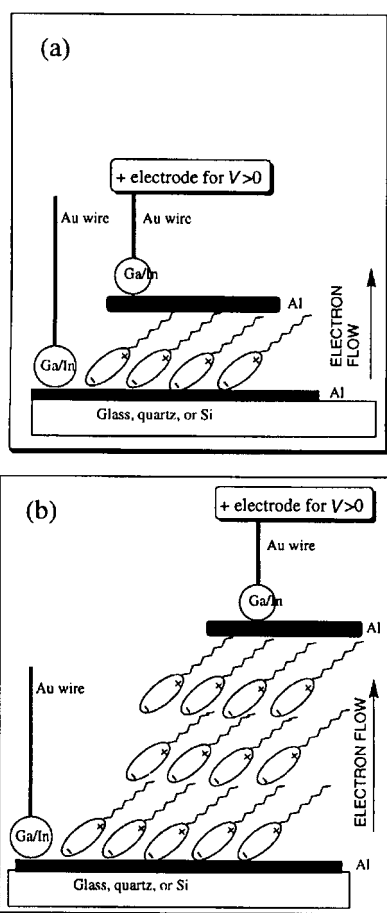 (a)
+ electrode for V>0
Au wire
Au wire
Ga/In
Al
ELECTRON FLOW
Ga/In
x x x x
- - - -
Al
Glass, quartz, or Si
(b)
+ electrode for V>0
Au wire
Ga/In
Al
Au wire
x x x x
- - - -
ELECTRON FLOW
x x x x
- - - -
Ga/In
x x x x x
- - - - -
Al
Glass, quartz, or Si